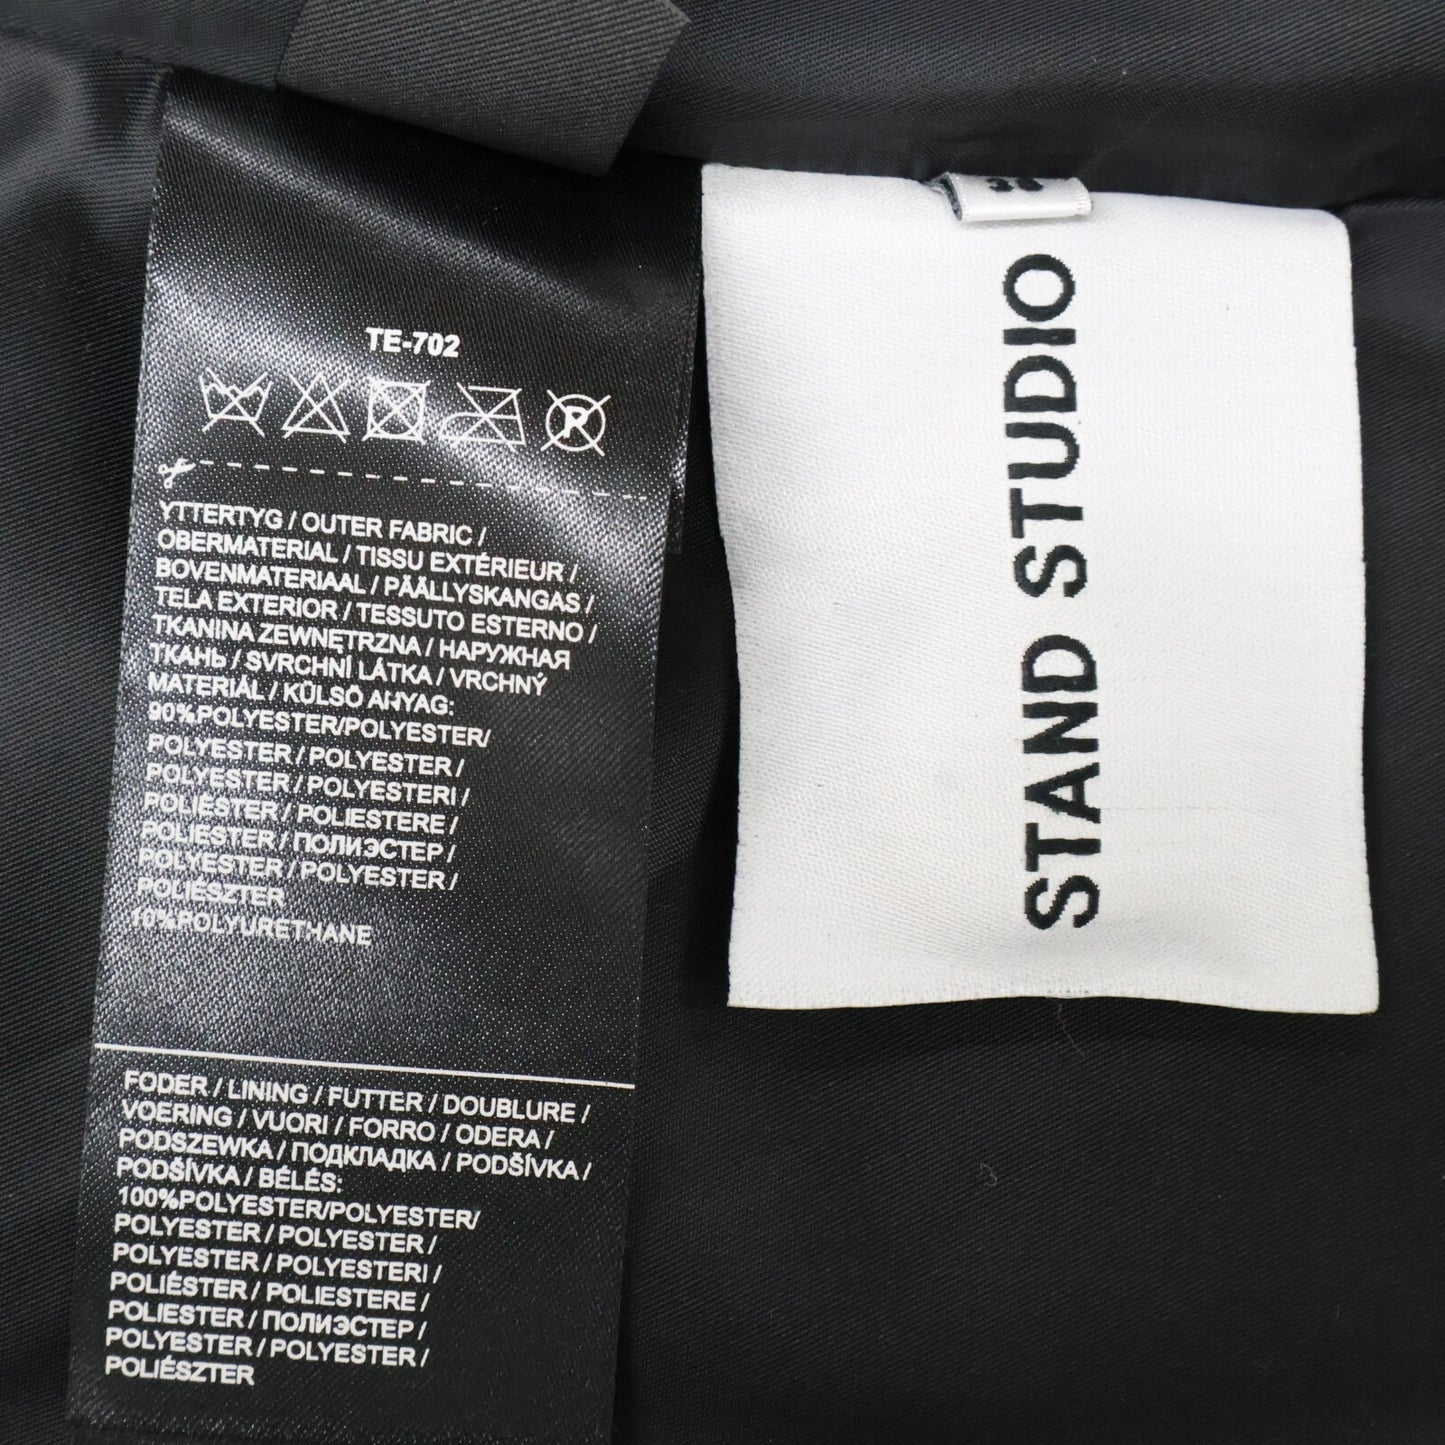 TE-702
P
YTTERTYG / OUTER FABRIC /
OBERMATERIAL / TISSU EXTÉRIEUR /
BOVENMATERIAAL / PÄÄLLYSKANGAS /
TELA EXTERIOR / TESSUTO ESTERNO /
TKANINA ZEWNĘTRZNA / НАРУЖНАЯ
ТКАНЬ / SVRCHNÍ LÁTKA / VRCHNÝ
MATERIÁL / KÜLSŐ ANYAG:
90%POLYESTER/POLYESTER/
POLYESTER / POLYESTER /
POLYESTER / POLYESTERI /
POLIÉSTER / POLIESTERE /
POLIESTER / ПОЛИЭСТЕР /
POLYESTER / POLYESTER /
POLIÉSZTER
10%POLYURETHANE
FODER / LINING / FUTTER / DOUBLURE /
VOERING / VUORI / FORRO / ODERA /
PODSZEWKA / ПОДКЛАДКА / PODŠÍVKA /
PODŠÍVKA / BÉLÉS:
100%POLYESTER/POLYESTER/
POLYESTER / POLYESTER /
POLYESTER / POLYESTERI /
POLIÉSTER / POLIESTERE /
POLIESTER / ПОЛИЭСТЕР /
POLYESTER / POLYESTER /
POLIÉSZTER
STAND STUDIO